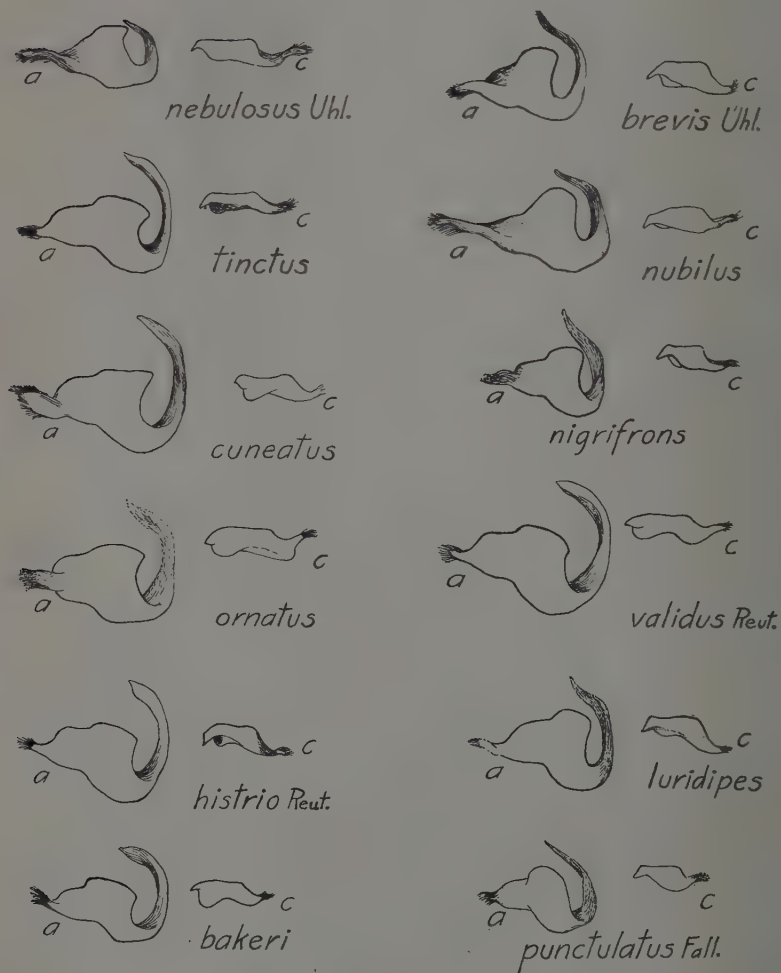 a c a c
nebulosus Uhl. brevis Uhl.
a c a c
tinctus nubilus
a c a c
cuneatus nigrifrons
a c a c
ornatus validus Reut.
a c a c
histrio Reut. luridipes
a c a c
bakeri punctulatus Fall.